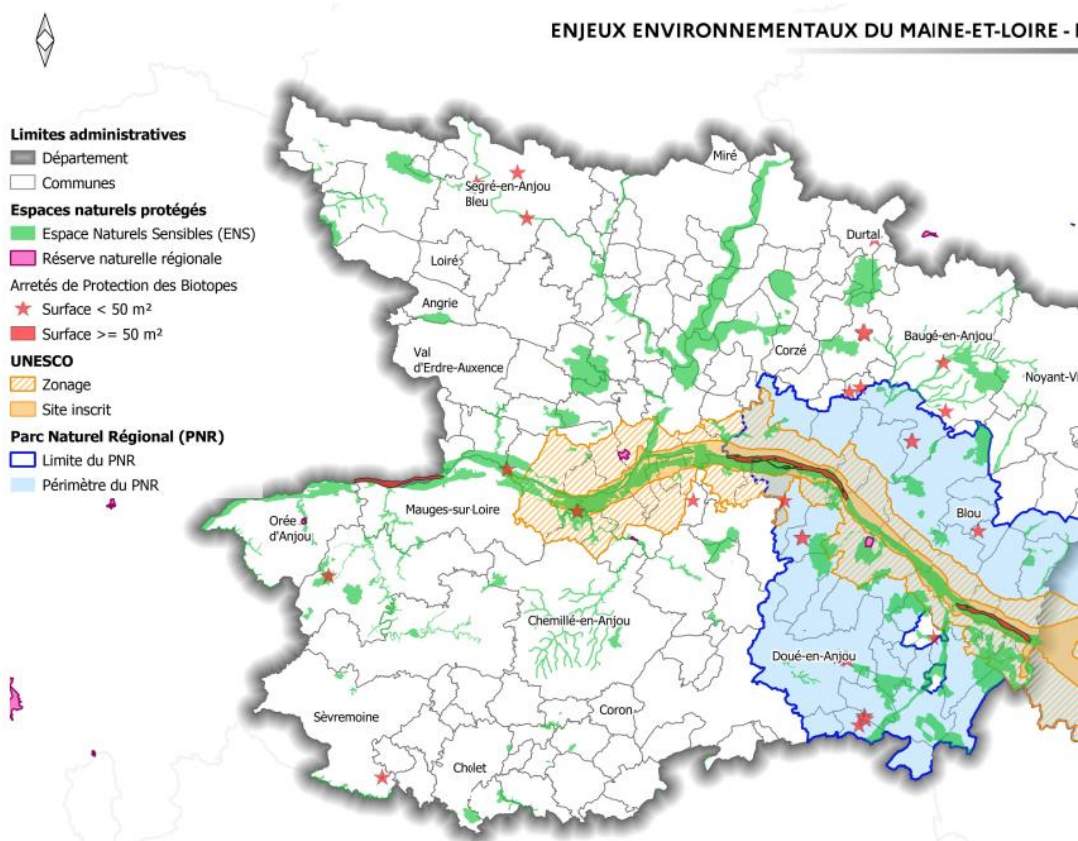 ENJEUX ENVIRONNEMENTAUX DU MAINE-ET-LOIRE -
Limites administratives
Département
Communes
Espaces naturels protégés
Espace Naturels Sensibles (ENS)
Réserve naturelle régionale
Arretés de Protection des Biotopes
Surface < 50 m²
Surface >= 50 m²
UNESCO
Zonage
Site inscrit
Parc Naturel Régional (PNR)
Limite du PNR
Périmètre du PNR
Miré
Segré-en-Anjou
Bleu
Durtal
Loiré
Angrie
Baugé-en-Anjou
Corzé
Val
d'Erdre-Auxence
Noyant-Vi
Mauges-sur-Loire
Orée
d'Anjou
Blou
Chemillé-en-Anjou
Doué-en-Anjou
Sèvremoine
Coron
Cholet